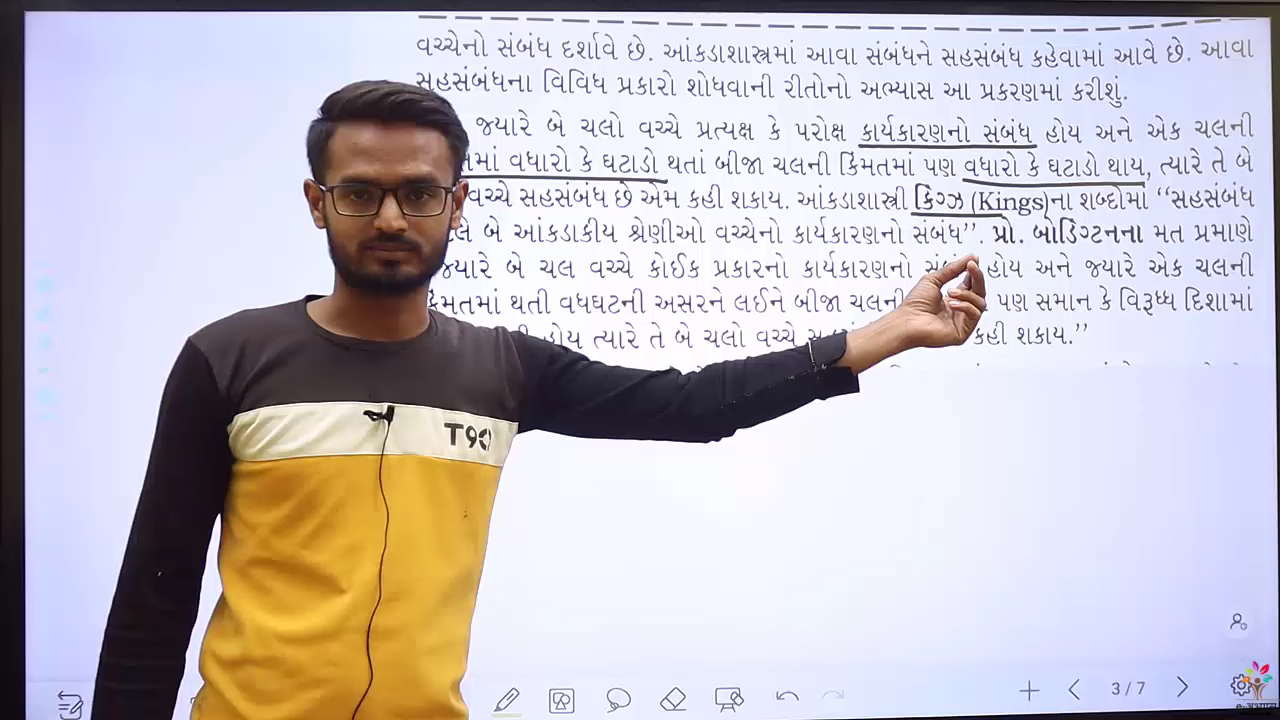 વચ્ચેનો સંબંધ દર્શાવે છે. આંકડાશાસ્ત્રમાં આવા સંબંધને સહસંબંધ કહેવામાં આવે છે. આવા
સહસંબંધના વિવિધ પ્રકારો શોધવાની રીતોનો અભ્યાસ આ પ્રકરણમાં કરીશું.
જ્યારે બે ચલો વચ્ચે પ્રત્યક્ષ કે પરોક્ષ કાર્યકારણનો સંબંધ હોય અને એક ચલની
વધારો કે ઘટાડો થતાં બીજા ચલની કિંમતમાં પણ વધારો કે ઘટાડો થાય, ત્યારે તે બે
વચ્ચે સહસંબંધ છે એમ કહી શકાય. આંકડાશાસ્ત્રી કિંગ્ઝ (Kings)ના શબ્દોમાં “સહસંબંધ
બે આંકડાકીય શ્રેણીઓ વચ્ચેનો કાર્યકારણનો સંબંધ”. પ્રો. બોડિંગ્ટનના મત પ્રમાણે
જ્યારે બે ચલ વચ્ચે કોઈક પ્રકારનો કાર્યકારણનો હોય અને જ્યારે એક ચલની
થતી વધઘટની અસરને લઈને બીજા ચલની પણ સમાન કે વિરૂધ્ધ દિશામાં
હોય ત્યારે તે બે ચલો વચ્ચે કહી શકાય.”
T90
3/7